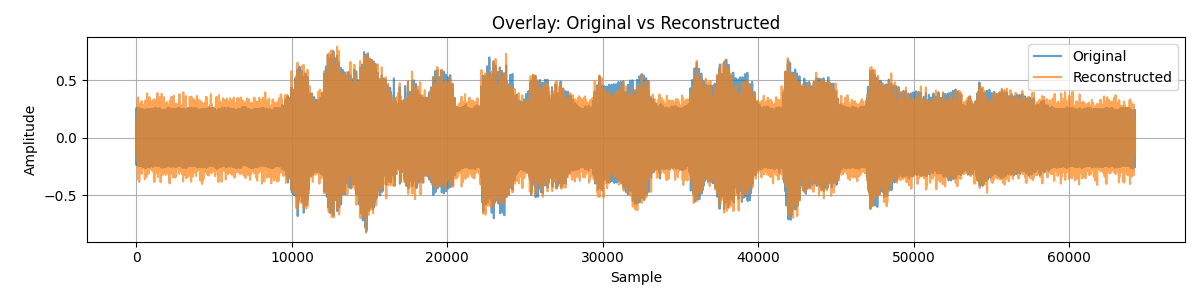 Overlay: Original vs Reconstructed
Original
Reconstructed
Amplitude
0.5
0.0
−0.5
0
10000
20000
30000
40000
50000
60000
Sample